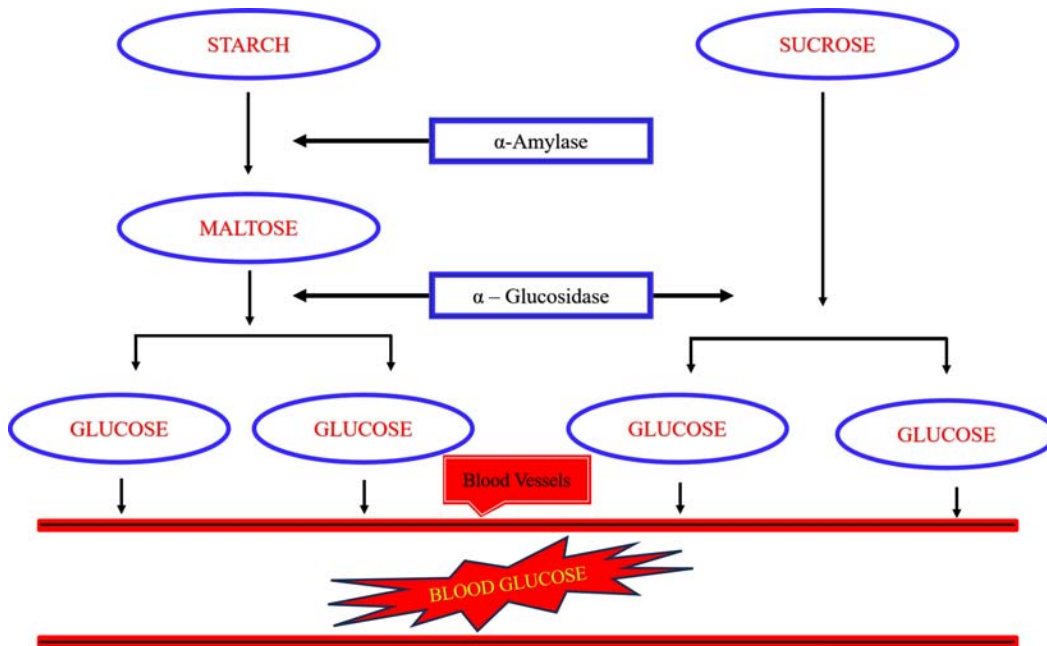 STARCH
SUCROSE
α-Amylase
MALTOSE
α – Glucosidase
GLUCOSE
GLUCOSE
GLUCOSE
GLUCOSE
Blood Vessels
BLOOD GLUCOSE